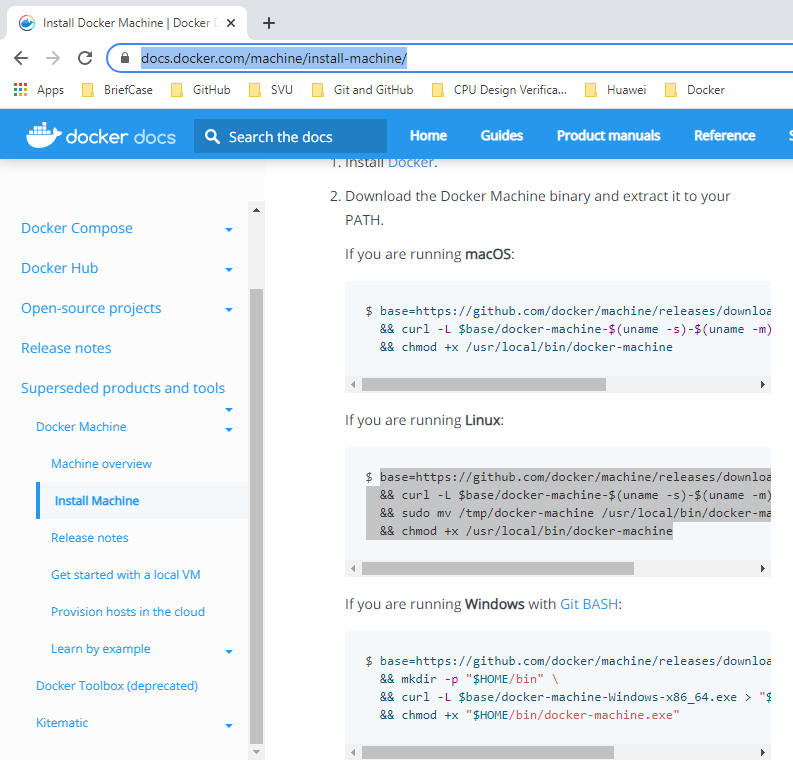 Install Docker Machine | Docker D
docs.docker.com/machine/install-machine/
Apps BriefCase GitHub SVU Git and GitHub CPU Design Verifica... Huawei Docker
docker docs Search the docs Home Guides Product manuals Reference S
Docker Compose
Docker Hub
Open-source projects
Release notes
Superseded products and tools
Docker Machine
Machine overview
Install Machine
Release notes
Get started with a local VM
Provision hosts in the cloud
Learn by example
Docker Toolbox (deprecated)
Kitematic
1. Install Docker.
2. Download the Docker Machine binary and extract it to your
PATH.
If you are running macOS:
$ base=https://github.com/docker/machine/releases/downloa
&& curl -L $base/docker-machine-$(uname -s)-$(uname -m)
&& chmod +x /usr/local/bin/docker-machine
If you are running Linux:
$ base=https://github.com/docker/machine/releases/downloa
&& curl -L $base/docker-machine-$(uname -s)-$(uname -m)
&& sudo mv /tmp/docker-machine /usr/local/bin/docker-ma
&& chmod +x /usr/local/bin/docker-machine
If you are running Windows with Git BASH:
$ base=https://github.com/docker/machine/releases/downloa
&& mkdir -p "$HOME/bin" \
&& curl -L $base/docker-machine-Windows-x86_64.exe > "$
&& chmod +x "$HOME/bin/docker-machine.exe"